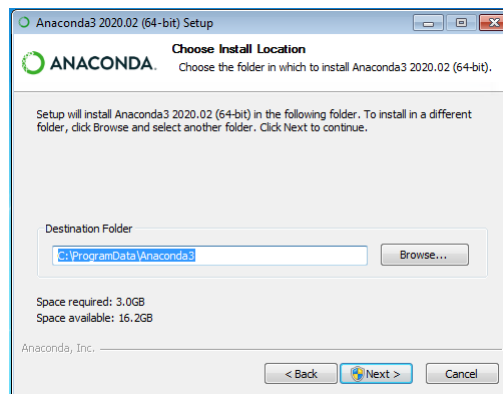 Anaconda3 2020.02 (64-bit) Setup
Choose Install Location
ANACONDA.
Choose the folder in which to install Anaconda3 2020.02 (64-bit).
Setup will install Anaconda3 2020.02 (64-bit) in the following folder. To install in a different
folder, click Browse and select another folder. Click Next to continue.
Destination Folder
C:\ProgramData\Anaconda3
Browse...
Space required: 3.0GB
Space available: 16.2GB
Anaconda, Inc.
< Back
Next >
Cancel